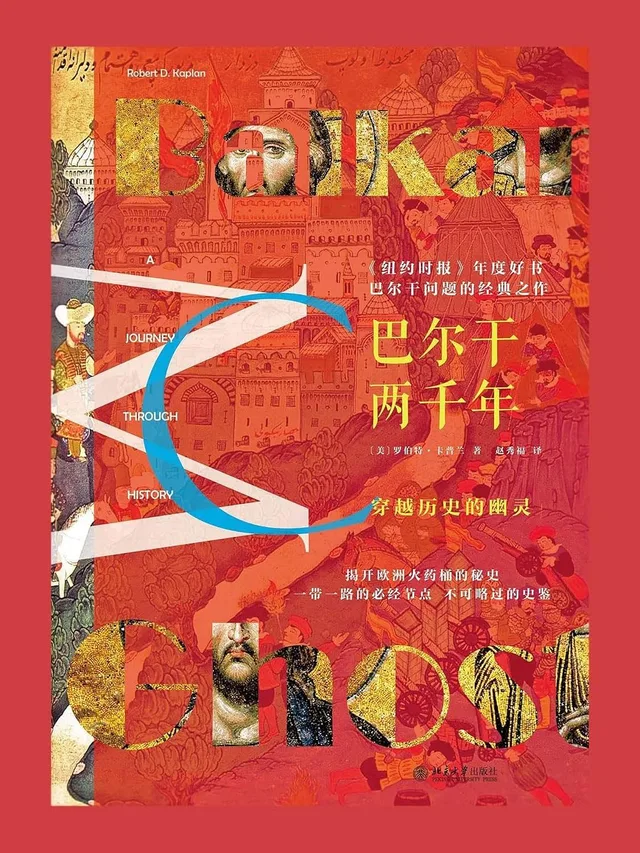 Robert D. Kaplan
Balkan
A
JOURNEY
THROUGH
HISTORY
《纽约时报》年度好书
巴尔干问题的经典之作
巴尔干
两千年
〔美〕罗伯特·卡普兰 著 赵秀福 译
穿越历史的幽灵
揭开欧洲火药桶的秘史
一带一路的必经节点 不可略过的史鉴
Ghost
北京大学出版社
PEKING UNIVERSITY PRESS